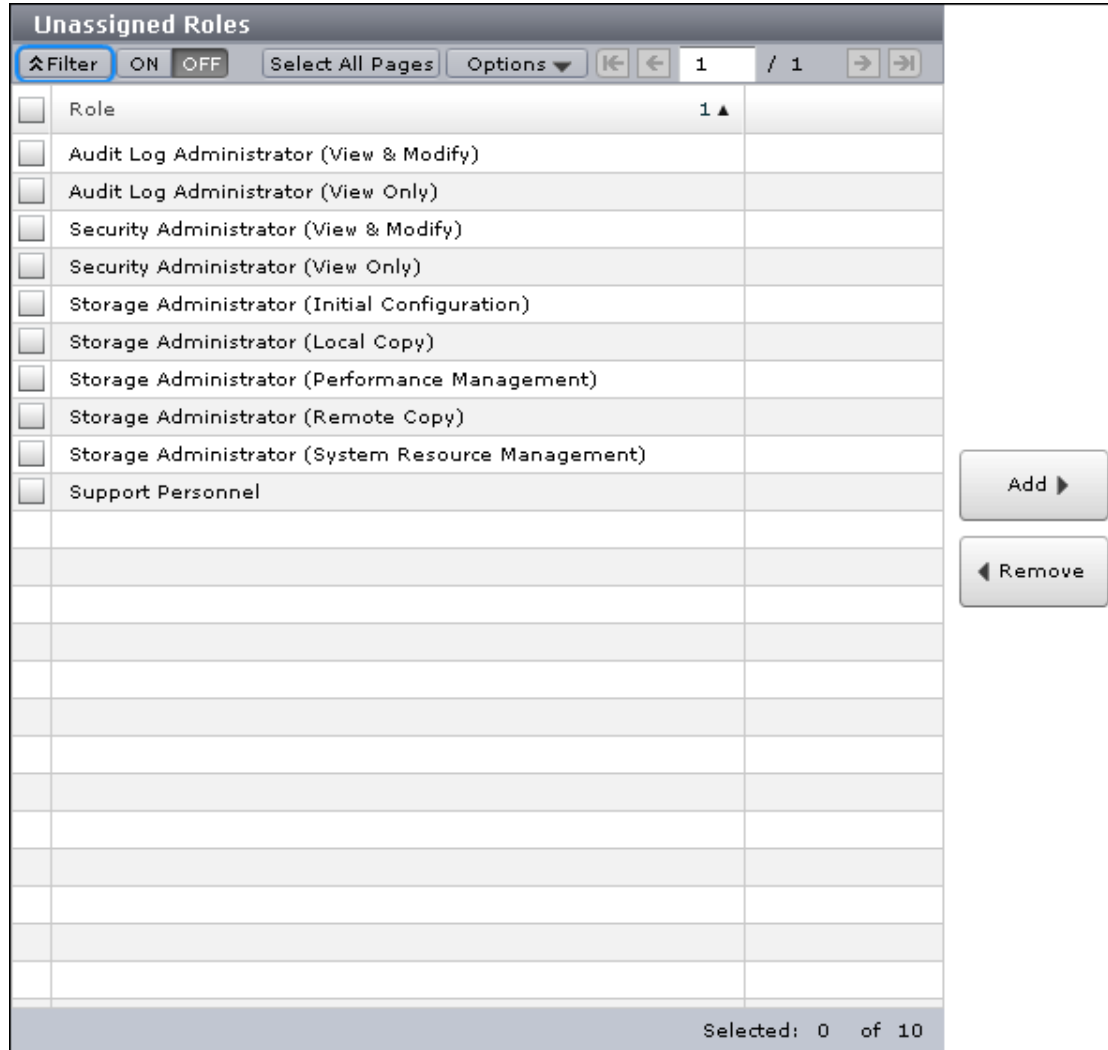 Unassigned Roles
Filter ON OFF Select All Pages Options 1 / 1
Role 1
Audit Log Administrator (View & Modify)
Audit Log Administrator (View Only)
Security Administrator (View & Modify)
Security Administrator (View Only)
Storage Administrator (Initial Configuration)
Storage Administrator (Local Copy)
Storage Administrator (Performance Management)
Storage Administrator (Remote Copy)
Storage Administrator (System Resource Management)
Support Personnel
Add
Remove
Selected: 0 of 10